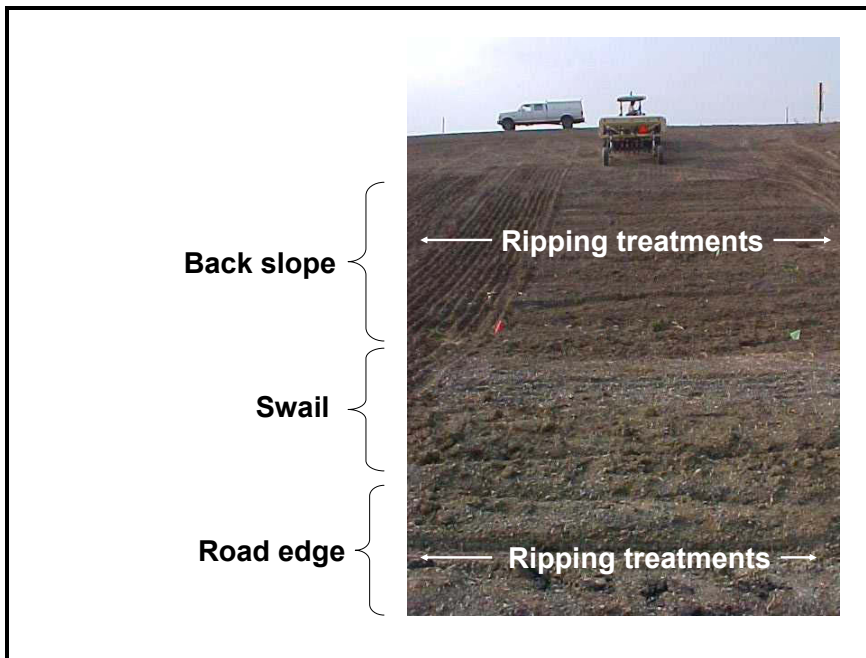 Back slope
Ripping treatments
Swail
Road edge
Ripping treatments